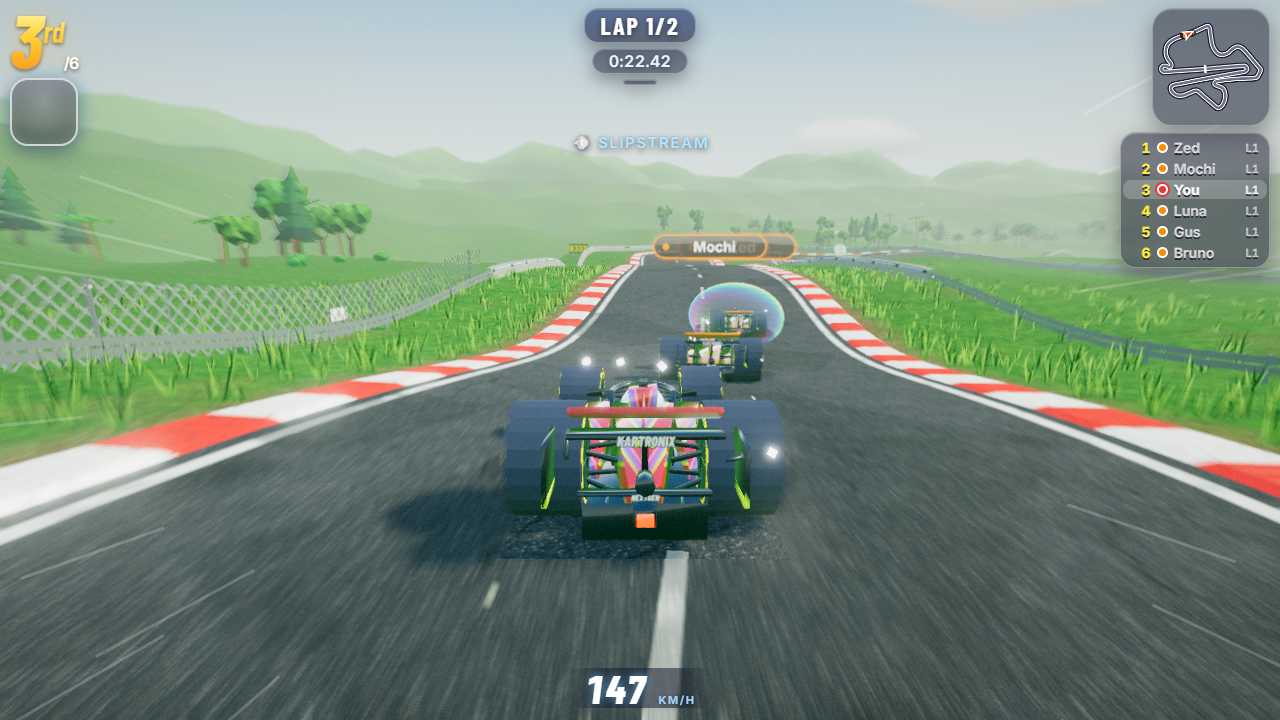 3rd
/6
LAP 1/2
0:22.42
SLIPSTREAM
1 Zed L1
2 Mochi L1
3 You L1
4 Luna L1
5 Gus L1
6 Bruno L1
Mochi
KARTRONIX
147 KM/H